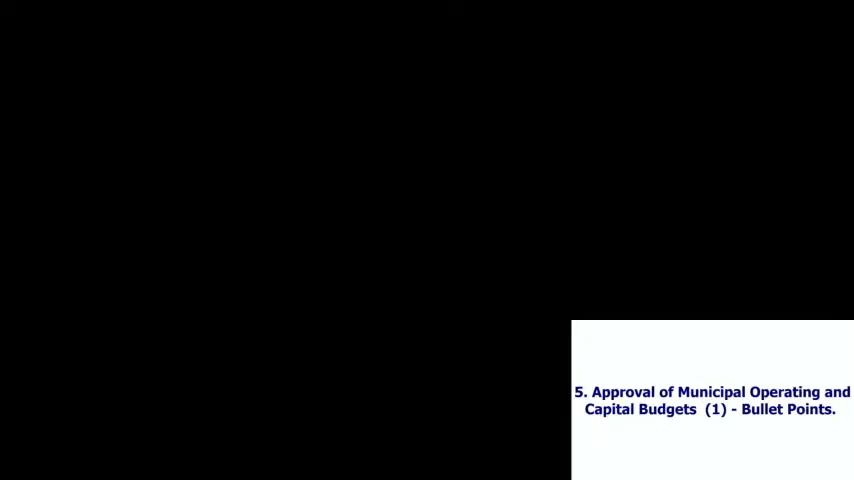 5. Approval of Municipal Operating and
Capital Budgets  (1) - Bullet Points.